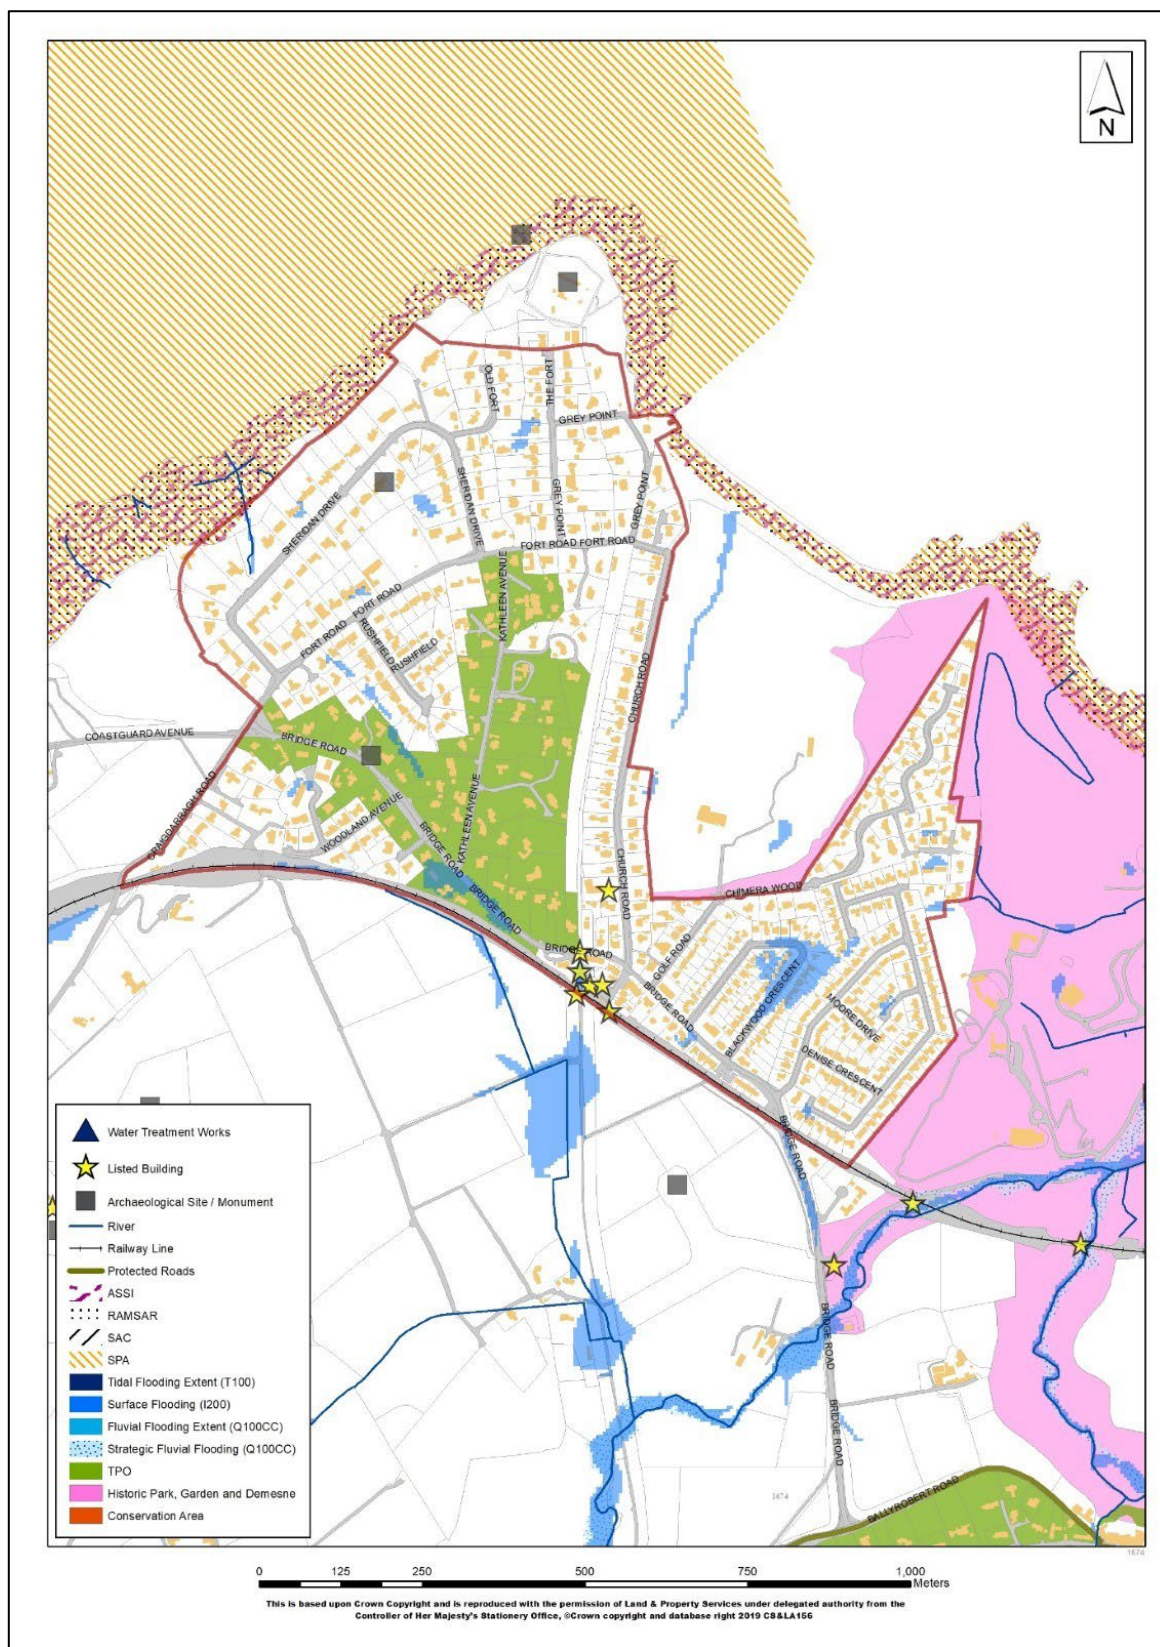 N
OLD FORT
THE FORT
GREY POINT
SHERIDAN DRIVE
SHERIDAN DRIVE
GREY POINT
GREY POINT
FORT ROAD
FORT ROAD
KATHLEEN AVENUE
FORT ROAD
FORT ROAD
RUSHFIELD
RUSHFIELD
CHURCH ROAD
COASTGUARD AVENUE
BRIDGE ROAD
CRAIGDARRAGH ROAD
WOODLAND AVENUE
KATHLEEN AVENUE
BRIDGE ROAD
BRIDGE ROAD
CHURCH ROAD
CHIMERA WOOD
BRIDGE ROAD
GOLF ROAD
BRIDGE ROAD
BLACKWOOD CRESCENT
MOORE DRIVE
DENISE CRESCENT
BRIDGE ROAD
BRIDGE ROAD
BRIDGE ROAD
BALLYROBERT ROAD
1674
1674
Water Treatment Works
Listed Building
Archaeological Site / Monument
River
Railway Line
Protected Roads
ASSI
RAMSAR
SAC
SPA
Tidal Flooding Extent (T100)
Surface Flooding (I200)
Fluvial Flooding Extent (Q100CC)
Strategic Fluvial Flooding (Q100CC)
TPO
Historic Park, Garden and Demesne
Conservation Area
0 125 250 500 750 1,000
Meters
This is based upon Crown Copyright and is reproduced with the permission of Land & Property Services under delegated authority from the
Controller of Her Majesty's Stationery Office, ©Crown copyright and database right 2019 CS&LA156